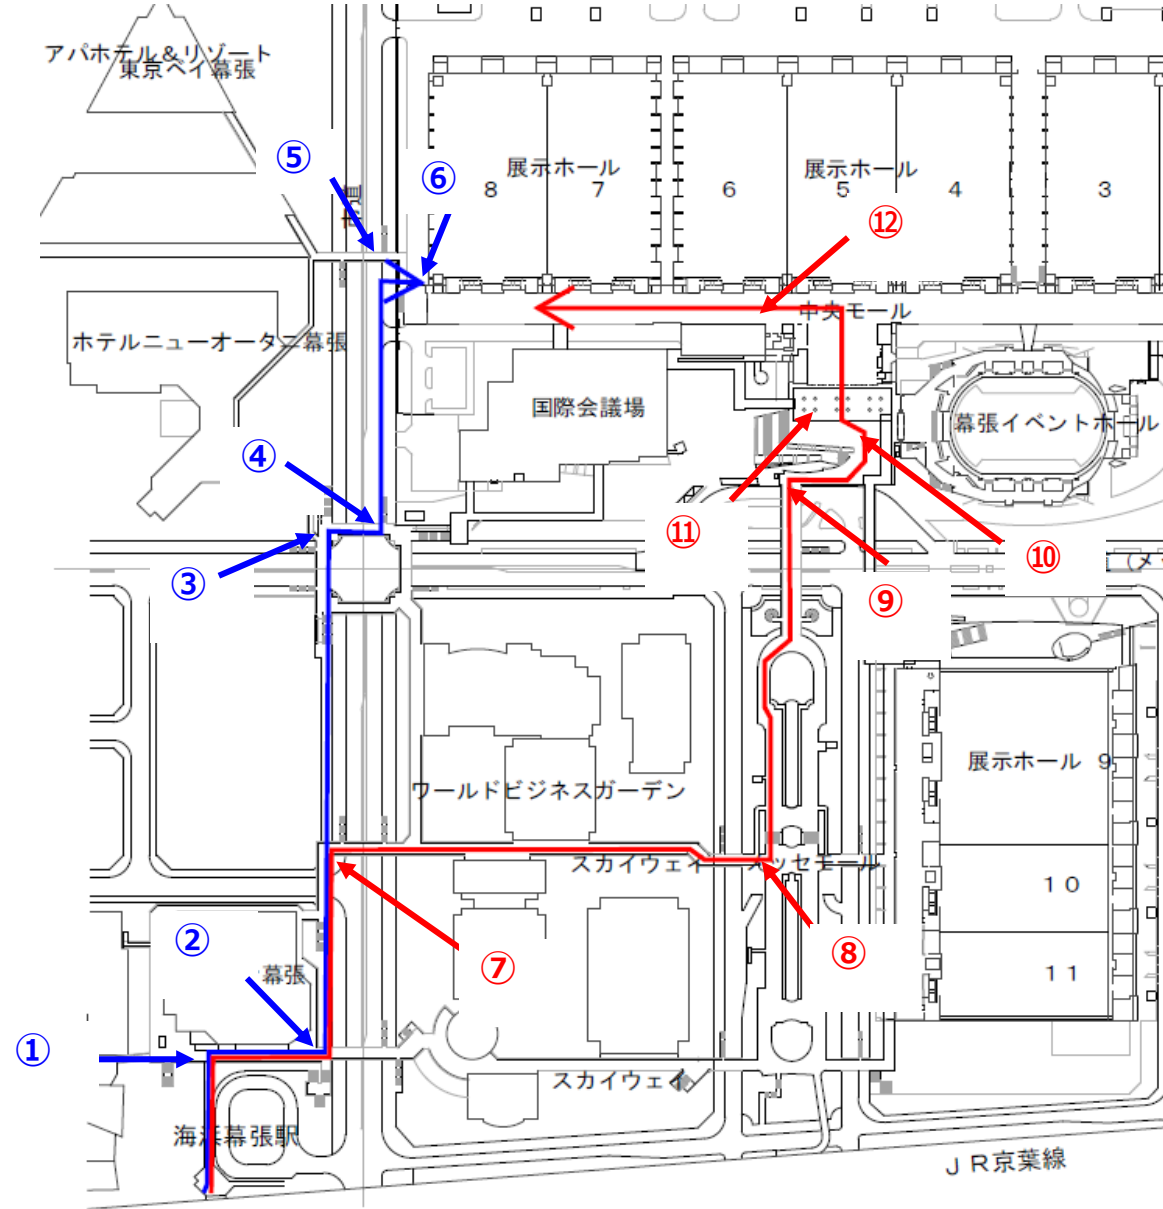 アパホテル&リゾート
東京ベイ幕張
⑤
⑥
展示ホール
8
7
展示ホール
6
5
4
3
⑫
中央モール
ホテルニューオータニ幕張
国際会議場
幕張イベントホール
④
③
⑪
⑩
(メッ
⑨
展示ホール 9
ワールドビジネスガーデン
スカイウェイ
メッセモール
10
②
⑦
⑧
幕張
11
①
スカイウェイ
海浜幕張駅
JR京葉線